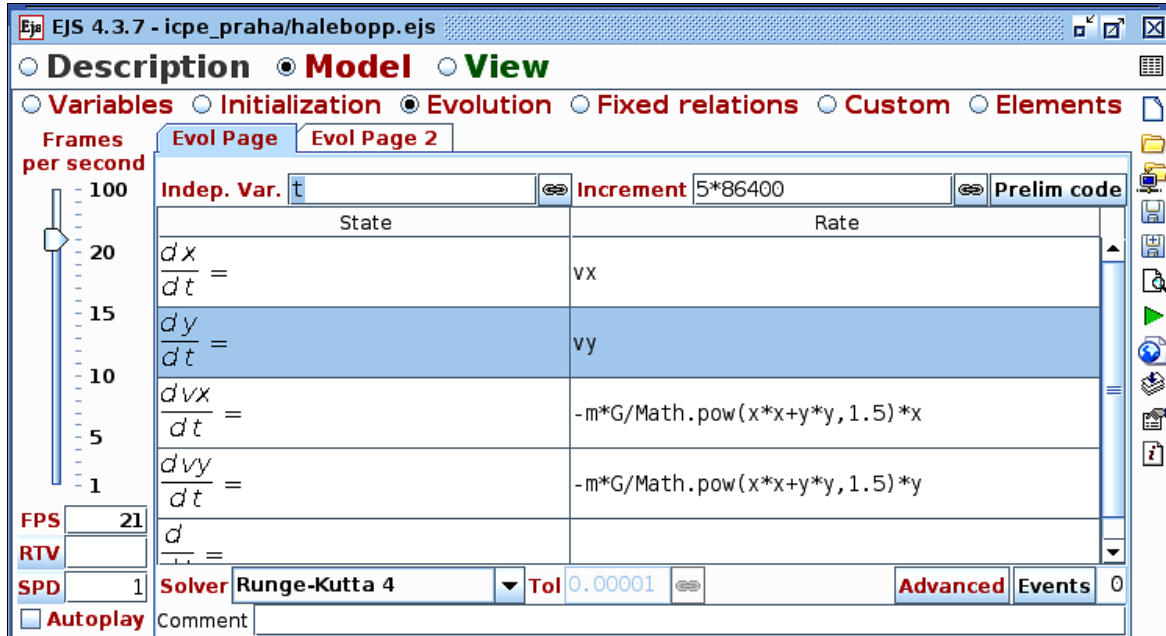 Ejs EJS 4.3.7 - icpe_praha/halebopp.ejs
Description Model View
Variables Initialization Evolution Fixed relations Custom Elements
Frames per second
Evol Page Evol Page 2
100
20
15
10
5
1
Indep. Var. t Increment 5*86400 Prelim code
State Rate
dx/dt = vx
dy/dt = vy
dvx/dt = -m*G/Math.pow(x*x+y*y,1.5)*x
dvy/dt = -m*G/Math.pow(x*x+y*y,1.5)*y
d =
FPS 21
RTV
SPD 1
Autoplay
Solver Runge-Kutta 4 Tol 0.00001 Advanced Events 0
Comment